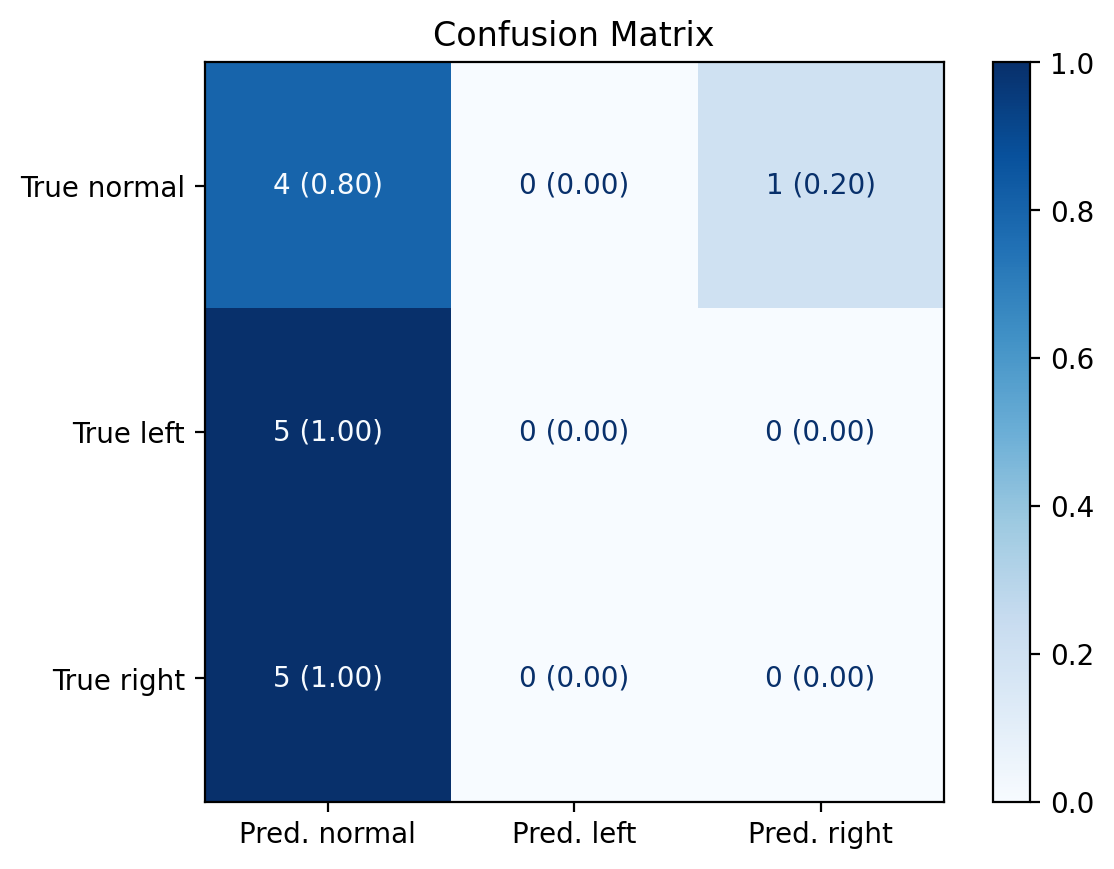 Confusion Matrix
True normal
4 (0.80)
0 (0.00)
1 (0.20)
True left
5 (1.00)
0 (0.00)
0 (0.00)
True right
5 (1.00)
0 (0.00)
0 (0.00)
Pred. normal
Pred. left
Pred. right
1.0
0.8
0.6
0.4
0.2
0.0